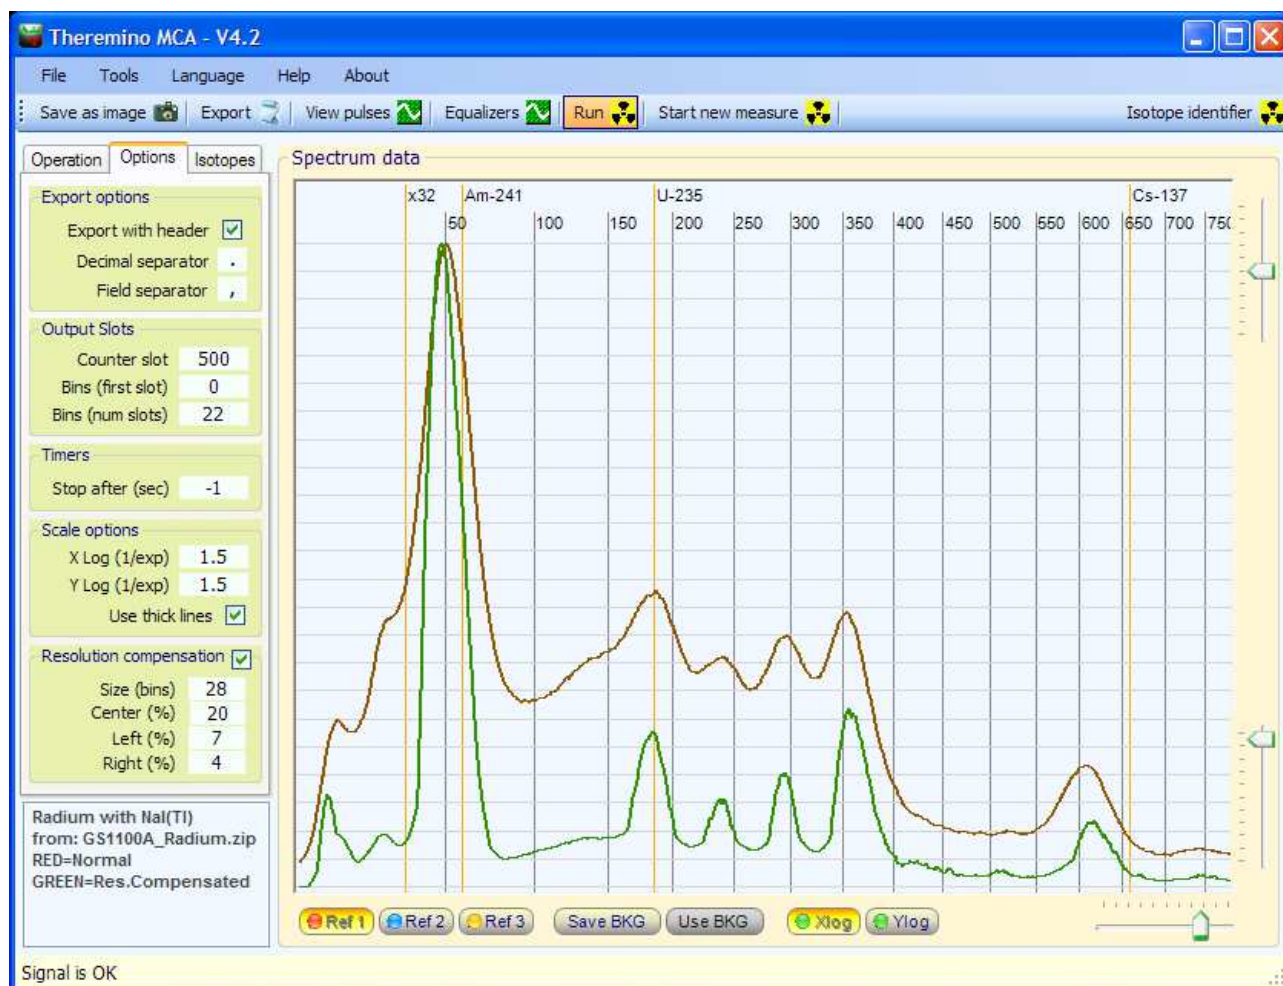 Theremino MCA - V4.2
File Tools Language Help About
Save as image Export View pulses Equalizers Run Start new measure Isotope identifier
Operation Options Isotopes
Export options
Export with header
Decimal separator .
Field separator ,
Output Slots
Counter slot 500
Bins (first slot) 0
Bins (num slots) 22
Timers
Stop after (sec) -1
Scale options
X Log (1/exp) 1.5
Y Log (1/exp) 1.5
Use thick lines
Resolution compensation
Size (bins) 28
Center (%) 20
Left (%) 7
Right (%) 4
Radium with NaI(Tl)
from: GS1100A_Radium.zip
RED=Normal
GREEN=Res.Compensated
Spectrum data
x32 Am-241 U-235 Cs-137
50 100 150 200 250 300 350 400 450 500 550 600 650 700 750
Ref 1 Ref 2 Ref 3 Save BKG Use BKG Xlog Ylog
Signal is OK